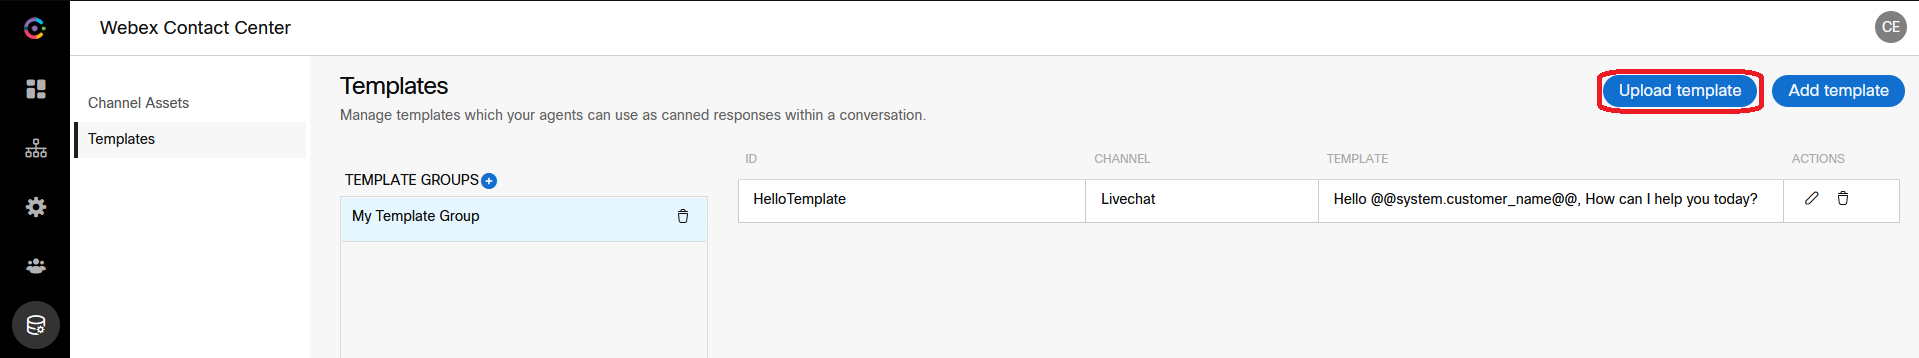 Webex Contact Center
CE
Channel Assets
Templates
Templates
Manage templates which your agents can use as canned responses within a conversation.
Upload template
Add template
TEMPLATE GROUPS
My Template Group
ID CHANNEL TEMPLATE ACTIONS
HelloTemplate Livechat Hello @@system.customer_name@@, How can I help you today?